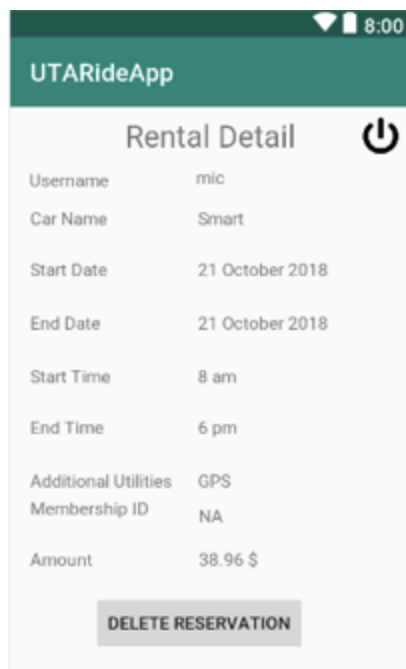 8:00
UTARideApp
Rental Detail
Username mic
Car Name Smart
Start Date 21 October 2018
End Date 21 October 2018
Start Time 8 am
End Time 6 pm
Additional Utilities GPS
Membership ID NA
Amount 38.96 $
DELETE RESERVATION